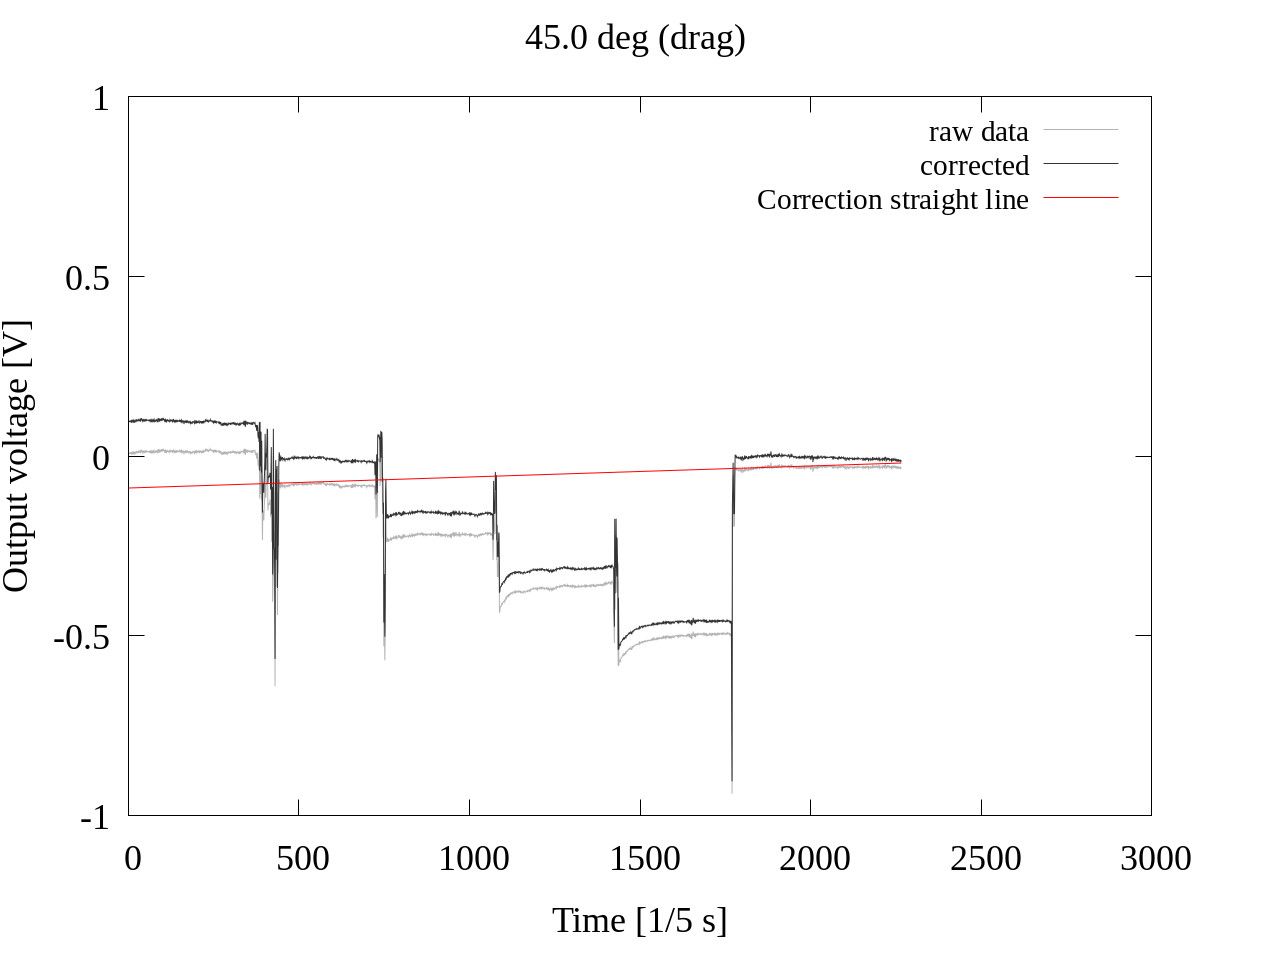 45.0 deg (drag)
1
0.5
0
-0.5
-1
Output voltage [V]
raw data
corrected
Correction straight line
0 500 1000 1500 2000 2500 3000
Time [1/5 s]